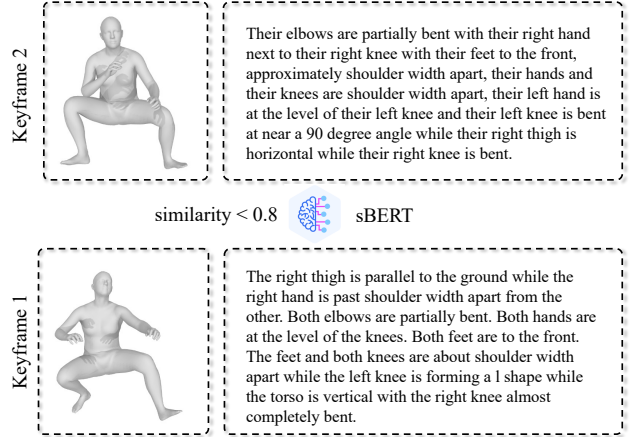 Keyframe 2
Their elbows are partially bent with their right hand
next to their right knee with their feet to the front,
approximately shoulder width apart, their hands and
their knees are shoulder width apart, their left hand is
at the level of their left knee and their left knee is bent
at near a 90 degree angle while their right thigh is
horizontal while their right knee is bent.
similarity < 0.8 sBERT
Keyframe 1
The right thigh is parallel to the ground while the
right hand is past shoulder width apart from the
other. Both elbows are partially bent. Both hands are
at the level of the knees. Both feet are to the front.
The feet and both knees are about shoulder width
apart while the left knee is forming a l shape while
the torso is vertical with the right knee almost
completely bent.